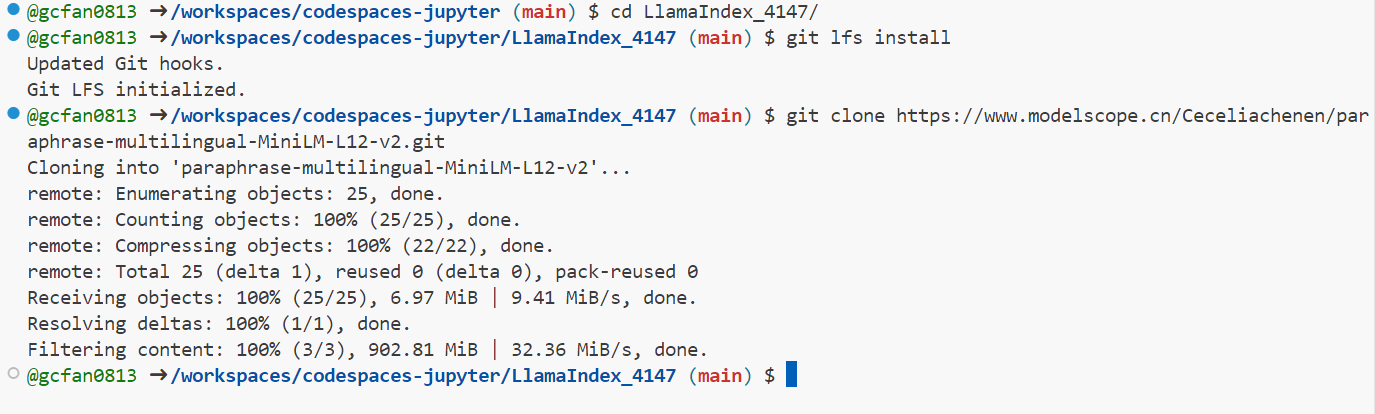 @gcfan0813 ➜/workspaces/codespaces-jupyter (main) $ cd LlamaIndex_4147/
@gcfan0813 ➜/workspaces/codespaces-jupyter/LlamaIndex_4147 (main) $ git lfs install
Updated Git hooks.
Git LFS initialized.
@gcfan0813 ➜/workspaces/codespaces-jupyter/LlamaIndex_4147 (main) $ git clone https://www.modelscope.cn/Ceceliachenen/par
aphrase-multilingual-MiniLM-L12-v2.git
Cloning into 'paraphrase-multilingual-MiniLM-L12-v2'...
remote: Enumerating objects: 25, done.
remote: Counting objects: 100% (25/25), done.
remote: Compressing objects: 100% (22/22), done.
remote: Total 25 (delta 1), reused 0 (delta 0), pack-reused 0
Receiving objects: 100% (25/25), 6.97 MiB | 9.41 MiB/s, done.
Resolving deltas: 100% (1/1), done.
Filtering content: 100% (3/3), 902.81 MiB | 32.36 MiB/s, done.
@gcfan0813 ➜/workspaces/codespaces-jupyter/LlamaIndex_4147 (main) $